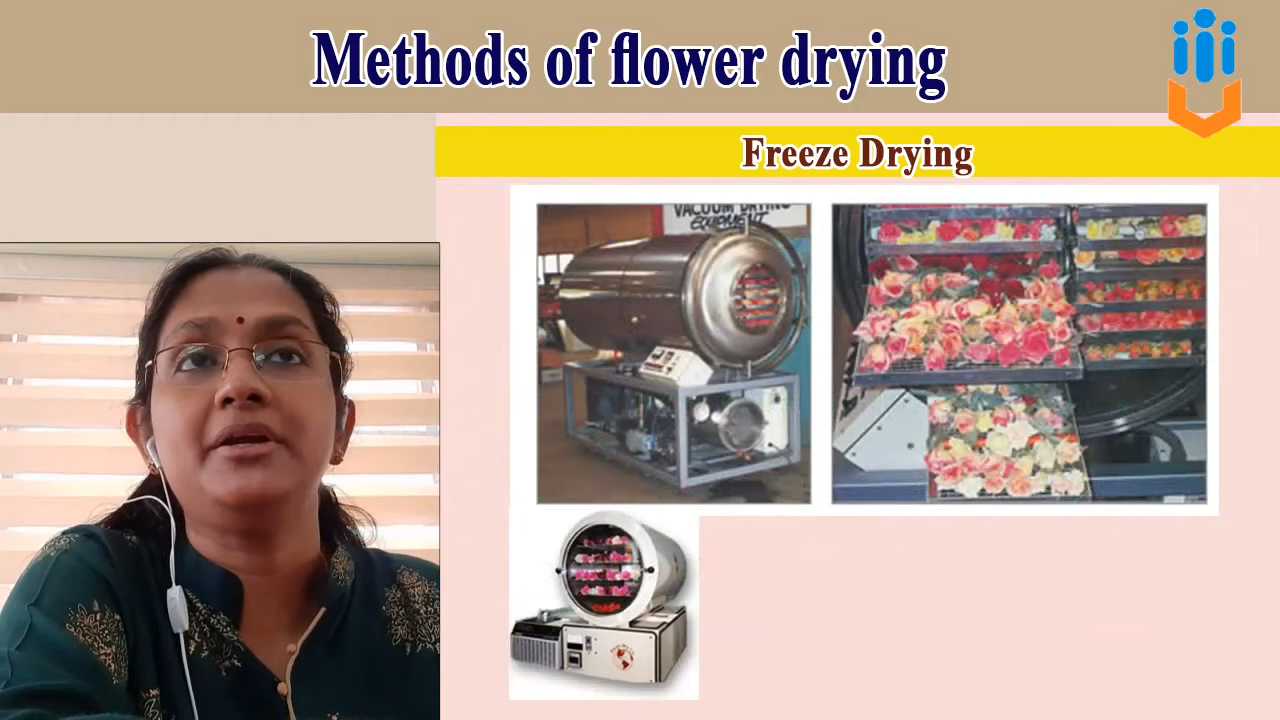 Methods of flower drying
Freeze Drying
VACUUM DRYING
EQUIPMENT